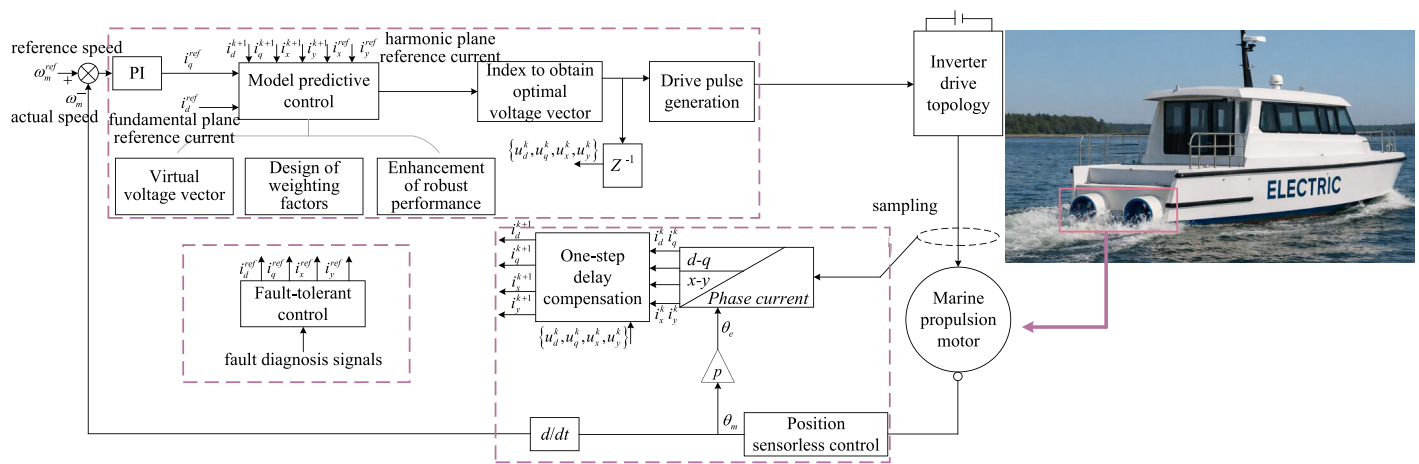 reference speed
ω_m^ref
+
−
ω_m
actual speed
PI
i_q^ref
i_d^ref
fundamental plane
reference current
i_d^{k+1} i_q^{k+1} i_x^{k+1} i_y^{k+1} i_x^ref i_y^ref
harmonic plane
reference current
Model predictive
control
Virtual
voltage vector
Design of
weighting
factors
Enhancement
of robust
performance
Index to obtain
optimal
voltage vector
{u_d^k, u_q^k, u_x^k, u_y^k}
Z^{-1}
Drive pulse
generation
Inverter
drive
topology
ELECTRIC
sampling
i_d^ref i_q^ref i_x^ref i_y^ref
Fault-tolerant
control
fault diagnosis signals
i_d^{k+1}
i_q^{k+1}
i_x^{k+1}
i_y^{k+1}
One-step
delay
compensation
{u_d^k, u_q^k, u_x^k, u_y^k}
i_d^k i_q^k
i_x^k i_y^k
d-q
x-y
Phase current
θ_e
p
θ_m
Marine
propulsion
motor
d/dt
Position
sensorless control